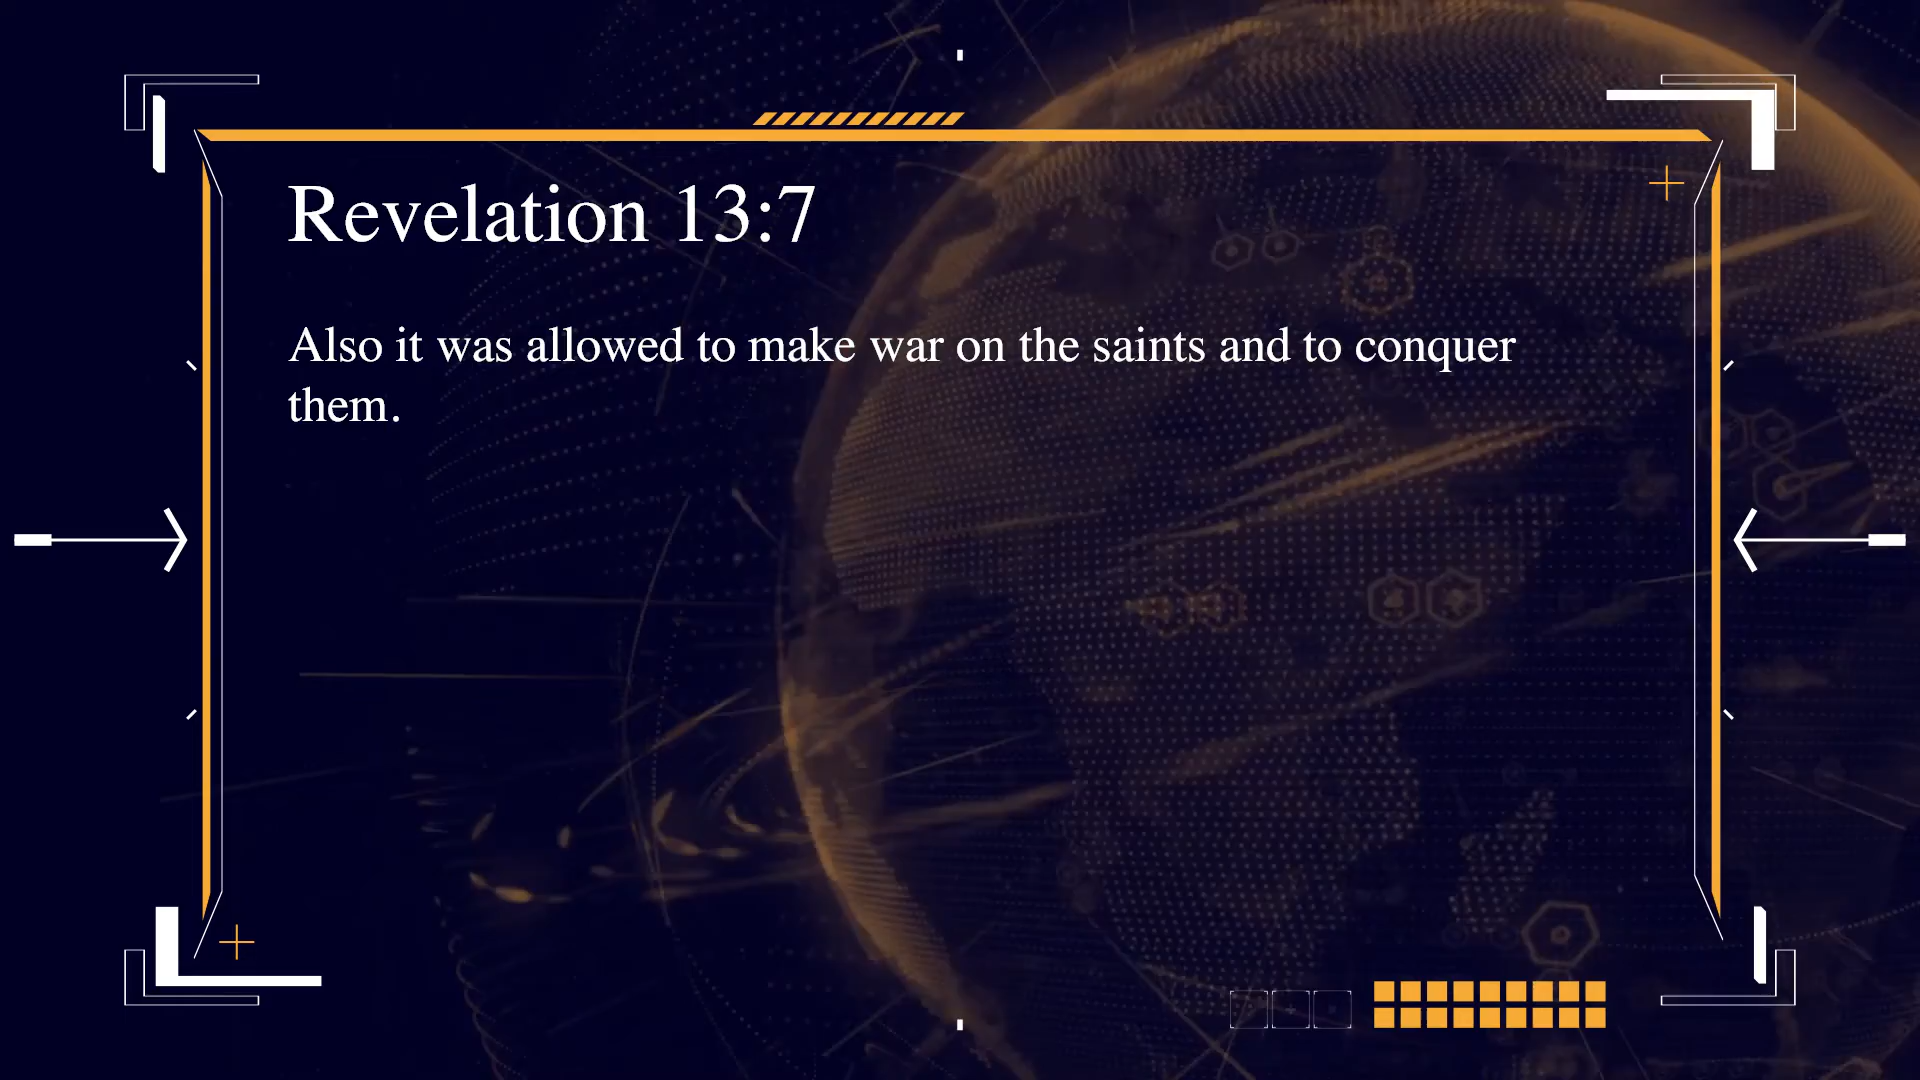 Revelation 13:7
Also it was allowed to make war on the saints and to conquer
them.